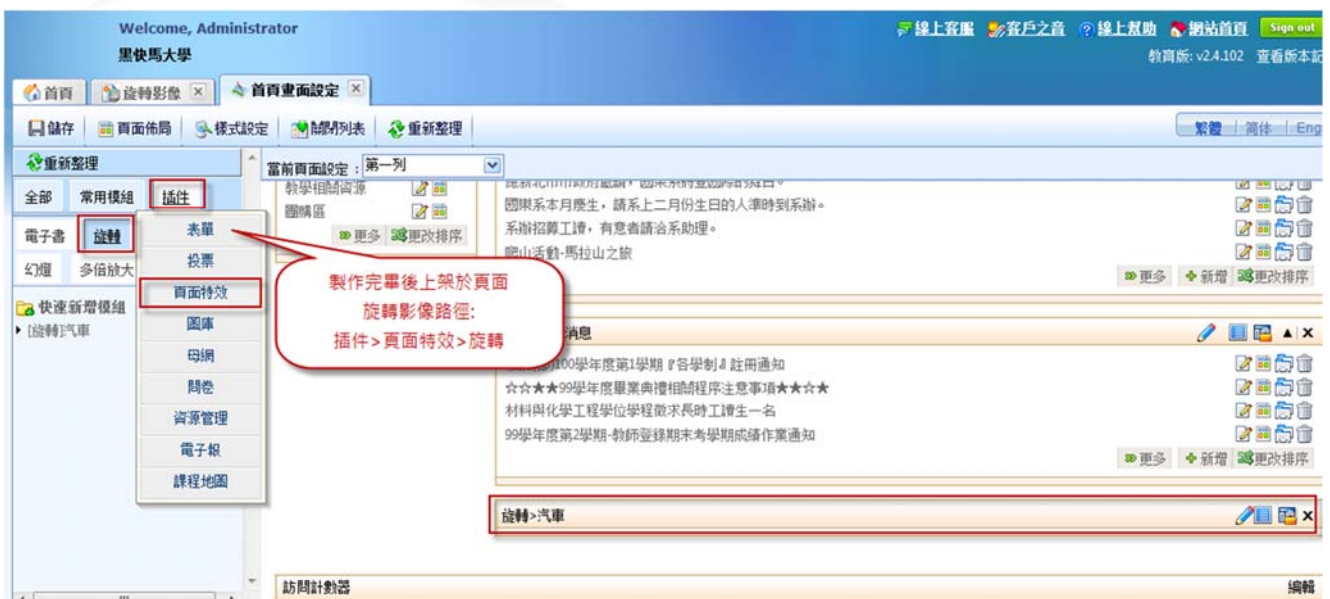 Welcome, Administrator
黑快馬大學
線上客服 客戶之音 線上幫助 網站首頁 Sign out
教育版: v2.4.102 查看版本記
首頁 旋轉影像 首頁畫面設定
儲存 頁面佈局 樣式設定 關閉列表 重新整理
繁體 简体 Eng
重新整理
當前頁面設定 : 第一列
全部 常用模組 插件
電子書 旋轉
幻燈 多倍放大
快速新增模組
[旋轉]汽車
表單
投票
頁面特效
圖庫
母網
問卷
資源管理
電子報
課程地圖
教學相關資源
團購區
更多 更改排序
製作完畢後上架於頁面
旋轉影像路徑:
插件>頁面特效>旋轉
國樂系本月慶生，請系上二月份生日的人準時到系辦。
系辦招募工讀，有意者請洽系助理。
爬山活動-馬拉山之旅
更多 新增 更改排序
消息
100學年度第1學期『各學制』註冊通知
☆☆★★99學年度畢業典禮相關程序注意事項★★☆★
材料與化學工程學位學程徵求長時工讀生一名
99學年度第2學期-教師登錄期末考學期成績作業通知
更多 新增 更改排序
旋轉>汽車
訪問計數器
編輯